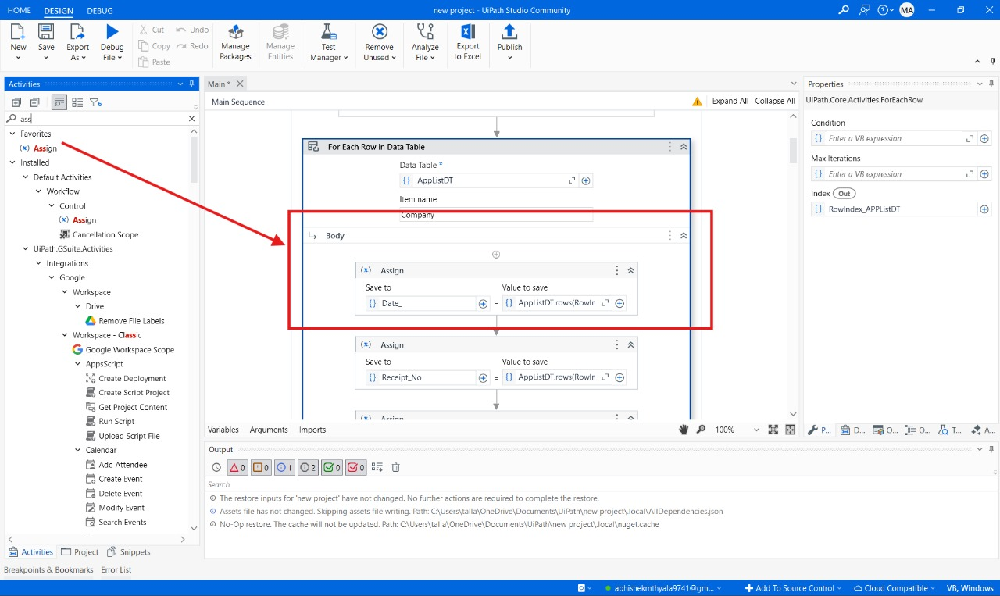 HOME DESIGN DEBUG
new project - UiPath Studio Community
MA
New
Save
Export As
Debug File
Cut
Copy
Paste
Undo
Redo
Manage Packages
Manage Entities
Test Manager
Remove Unused
Analyze File
Export to Excel
Publish
Activities
6
ass
Favorites
(x) Assign
Installed
Default Activities
Workflow
Control
(x) Assign
Cancellation Scope
UiPath.GSuite.Activities
Integrations
Google
Workspace
Drive
Remove File Labels
Workspace - Classic
Google Workspace Scope
AppsScript
Create Deployment
Create Script Project
Get Project Content
Run Script
Upload Script File
Calendar
Add Attendee
Create Event
Delete Event
Modify Event
Search Events
Activities Project Snippets
Main *
Main Sequence
Expand All Collapse All
For Each Row in Data Table
Data Table *
{} AppListDT
Item name
Company
Body
(x) Assign
Save to Value to save
{} Date_ = {} AppListDT.rows(RowIn
(x) Assign
Save to Value to save
{} Receipt_No = {} AppListDT.rows(RowIn
(x) Assign
Variables Arguments Imports
100%
Properties
UiPath.Core.Activities.ForEachRow
Condition
{} Enter a VB expression
Max Iterations
{} Enter a VB expression
Index Out
{} RowIndex_APPListDT
P... D... O... O... T... A...
Output
0 0 1 2 0 0
Search
The restore inputs for 'new project' have not changed. No further actions are required to complete the restore.
Assets file has not changed. Skipping assets file writing. Path: C:\Users\talla\OneDrive\Documents\UiPath\new project\.local\AllDependencies.json
No-Op restore. The cache will not be updated. Path: C:\Users\talla\OneDrive\Documents\UiPath\new project\.local\nuget.cache
Breakpoints & Bookmarks Error List
abhishekmthyala9741@gm... Add To Source Control Cloud Compatible VB, Windows